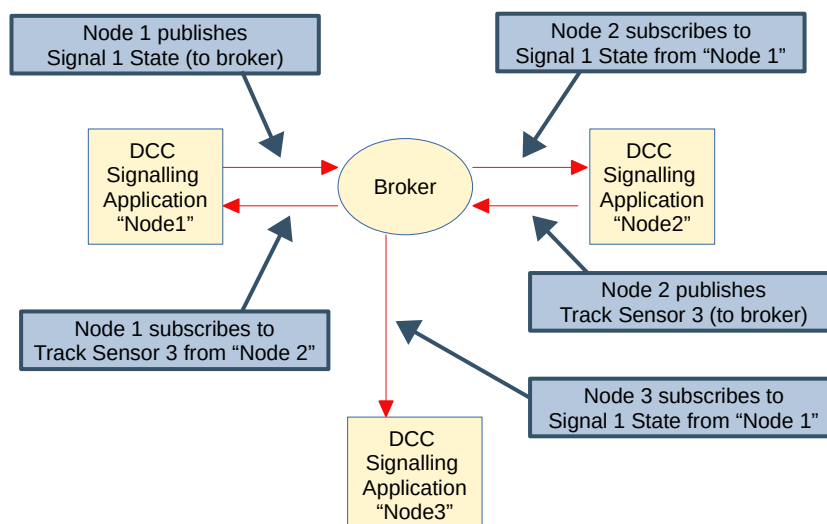 Node 1 publishes
Signal 1 State (to broker)
Node 2 subscribes to
Signal 1 State from “Node 1”
DCC
Signalling
Application
“Node1”
Broker
DCC
Signalling
Application
“Node2”
Node 1 subscribes to
Track Sensor 3 from “Node 2”
Node 2 publishes
Track Sensor 3 (to broker)
Node 3 subscribes to
Signal 1 State from “Node 1”
DCC
Signalling
Application
“Node3”